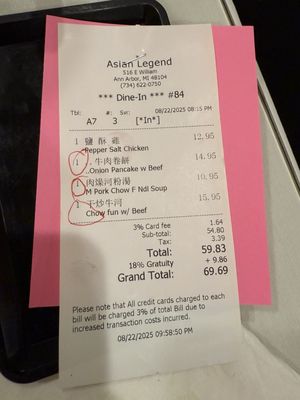 Asian Legend
516 E William
Ann Arbor, MI 48104
(734) 622-0750
*** Dine-In *** #84
08/22/2025 08:15 PM
Tbl: #:
A7 3 [*In*]
1 鹽 酥 雞 12.95
Pepper Salt Chicken
1 ..牛肉卷餅 14.95
..Onion Pancake w Beef
1 肉燥河粉湯 10.95
M Pork Chow F Ndl Soup
1 干炒牛河 15.95
Chow fun w/ Beef
3% Card fee 1.64
Sub-total: 54.80
Tax: 3.39
Total: 59.83
18% Gratuity + 9.86
Grand Total: 69.69
Please note that All credit cards charged to each
bill will be charged 3% of total Bill due to
increased transaction costs incurred.
08/22/2025 09:58:50 PM